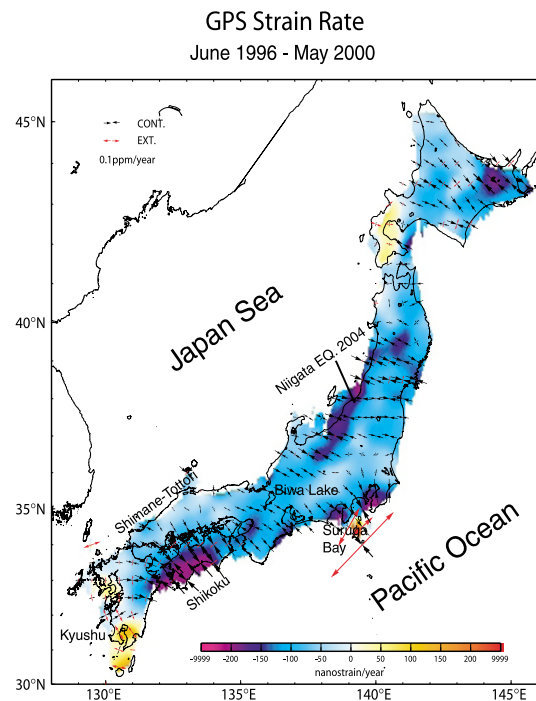 GPS Strain Rate
June 1996 - May 2000
45°N
CONT.
EXT.
0.1ppm/year
40°N
Japan Sea
Niigata EQ. 2004
35°N
Biwa Lake
Shimane-Tottori
Suruga
Bay
Pacific Ocean
Shikoku
Kyushu
-9999 -200 -150 -100 -50 0 50 100 150 200 9999
nanostrain/year
30°N
130°E 135°E 140°E 145°E